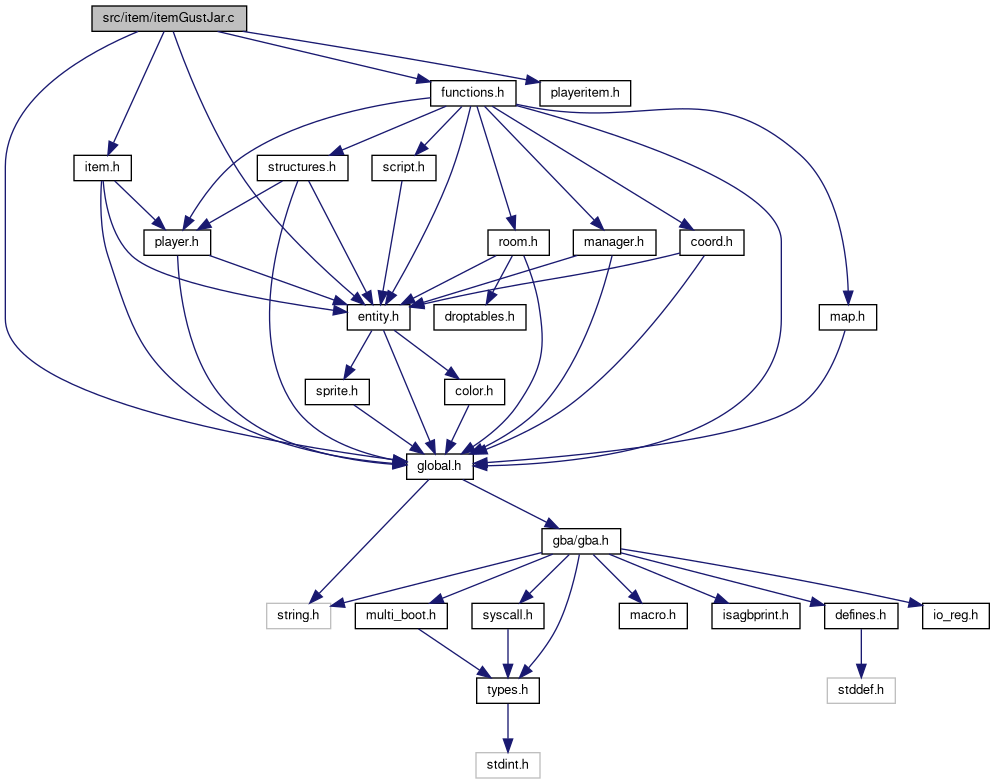 src/item/itemGustJar.c
functions.h
playeritem.h
item.h
structures.h
script.h
player.h
room.h
manager.h
coord.h
entity.h
droptables.h
map.h
sprite.h
color.h
global.h
gba/gba.h
string.h
multi_boot.h
syscall.h
macro.h
isagbprint.h
defines.h
io_reg.h
types.h
stddef.h
stdint.h